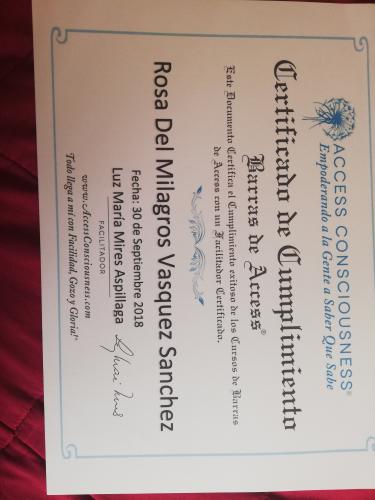 ACCESS CONSCIOUSNESS®
Empoderando a la Gente a Saber Que Sabe
Certificado de Cumplimiento
Barras de Access®
Este Documento Certifica el Cumplimiento exitoso de los Cursos de Barras
de Access con un Facilitador Certificado.
Rosa Del Milagros Vasquez Sanchez
Fecha: 30 de Septiembre 2018
Luz María Mires Aspillaga
FACILITADOR
www.AccessConsciousness.com
Todo llega a mí con Facilidad, Gozo y Gloria!®